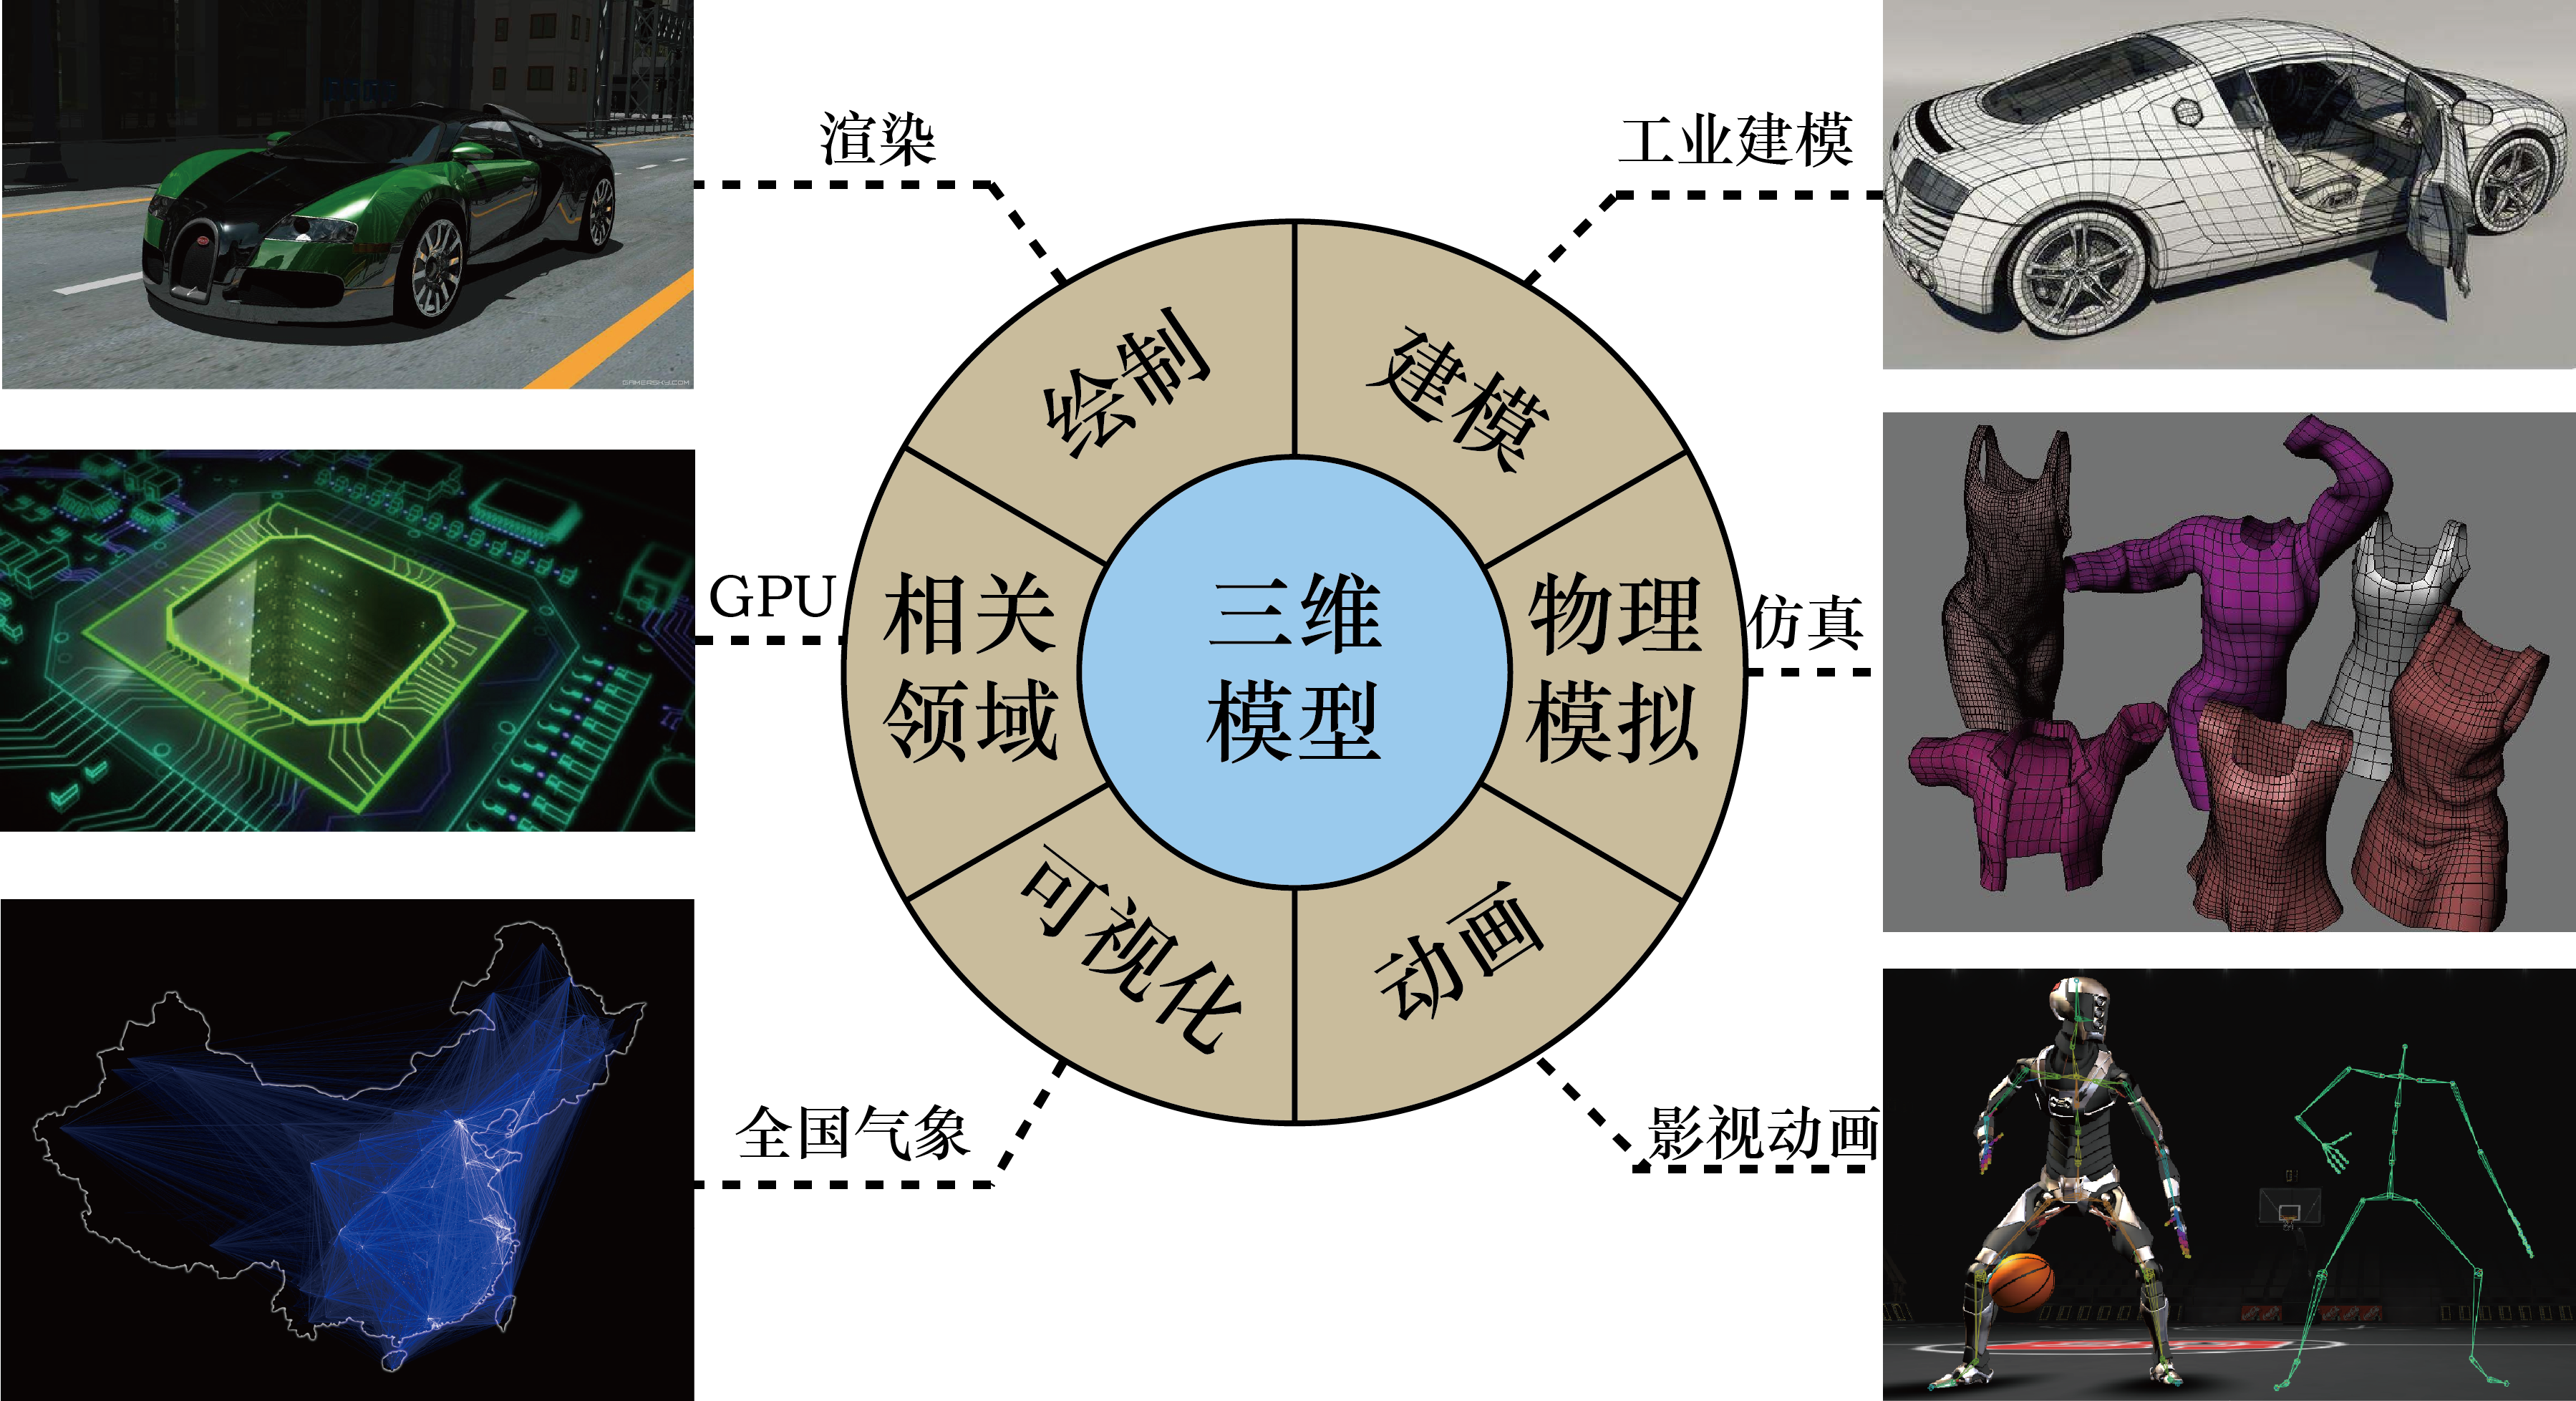 渲染
工业建模
绘制
建模
GPU
相关
领域
三维
模型
物理
模拟
仿真
可视化
动画
全国气象
影视动画
GAMERSKY.COM